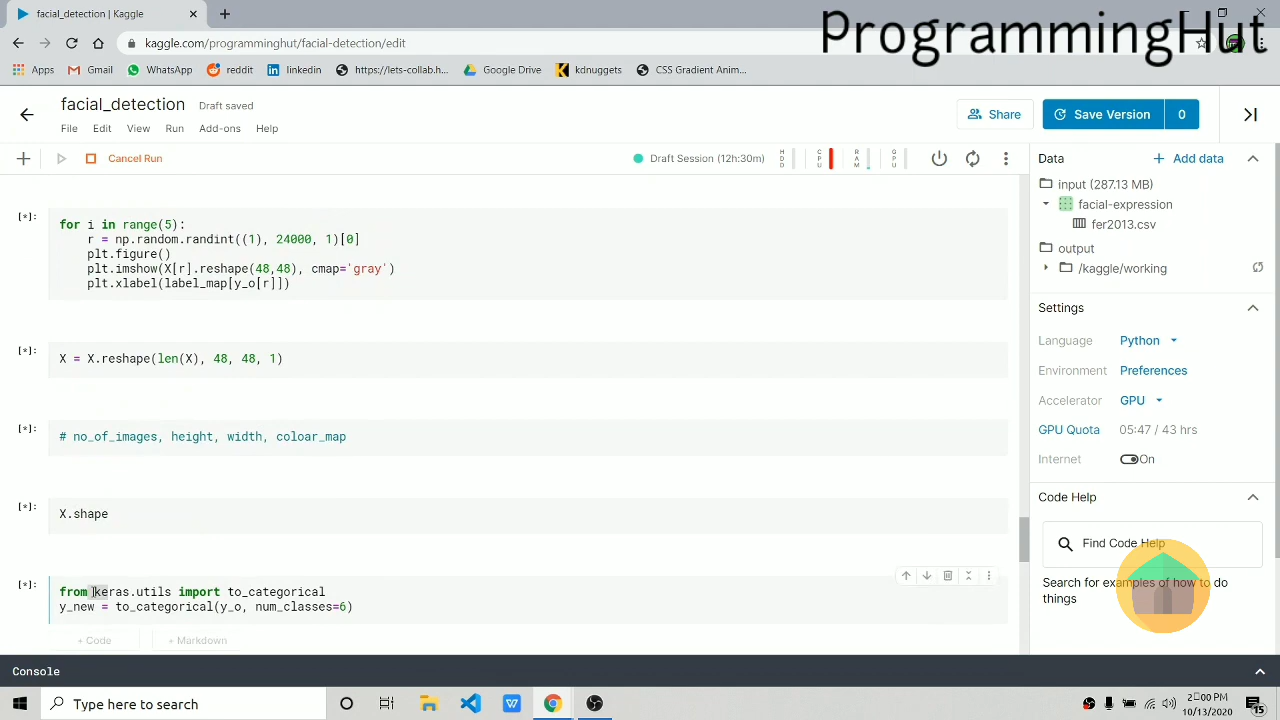 facial_detection | Kaggle
ProgrammingHut
kaggle.com/programminghut/facial-detection/edit
Apps Gmail WhatsApp reddit linkedin https://lets-collab.h... Google Drive kdnuggets CSS Gradient Anim...
facial_detection Draft saved
File Edit View Run Add-ons Help
Share Save Version 0
Cancel Run
Draft Session (12h:30m) HDD CPU RAM GPU
[*]:
for i in range(5):
r = np.random.randint((1), 24000, 1)[0]
plt.figure()
plt.imshow(X[r].reshape(48,48), cmap='gray')
plt.xlabel(label_map[y_o[r]])
[*]:
X = X.reshape(len(X), 48, 48, 1)
[*]:
# no_of_images, height, width, coloar_map
[*]:
X.shape
[*]:
from keras.utils import to_categorical
y_new = to_categorical(y_o, num_classes=6)
+ Code + Markdown
Data + Add data
input (287.13 MB)
facial-expression
fer2013.csv
output
/kaggle/working
Settings
Language Python
Environment Preferences
Accelerator GPU
GPU Quota 05:47 / 43 hrs
Internet On
Code Help
Find Code Help
Search for examples of how to do
things
Console
Type here to search
2:00 PM
10/13/2020
15